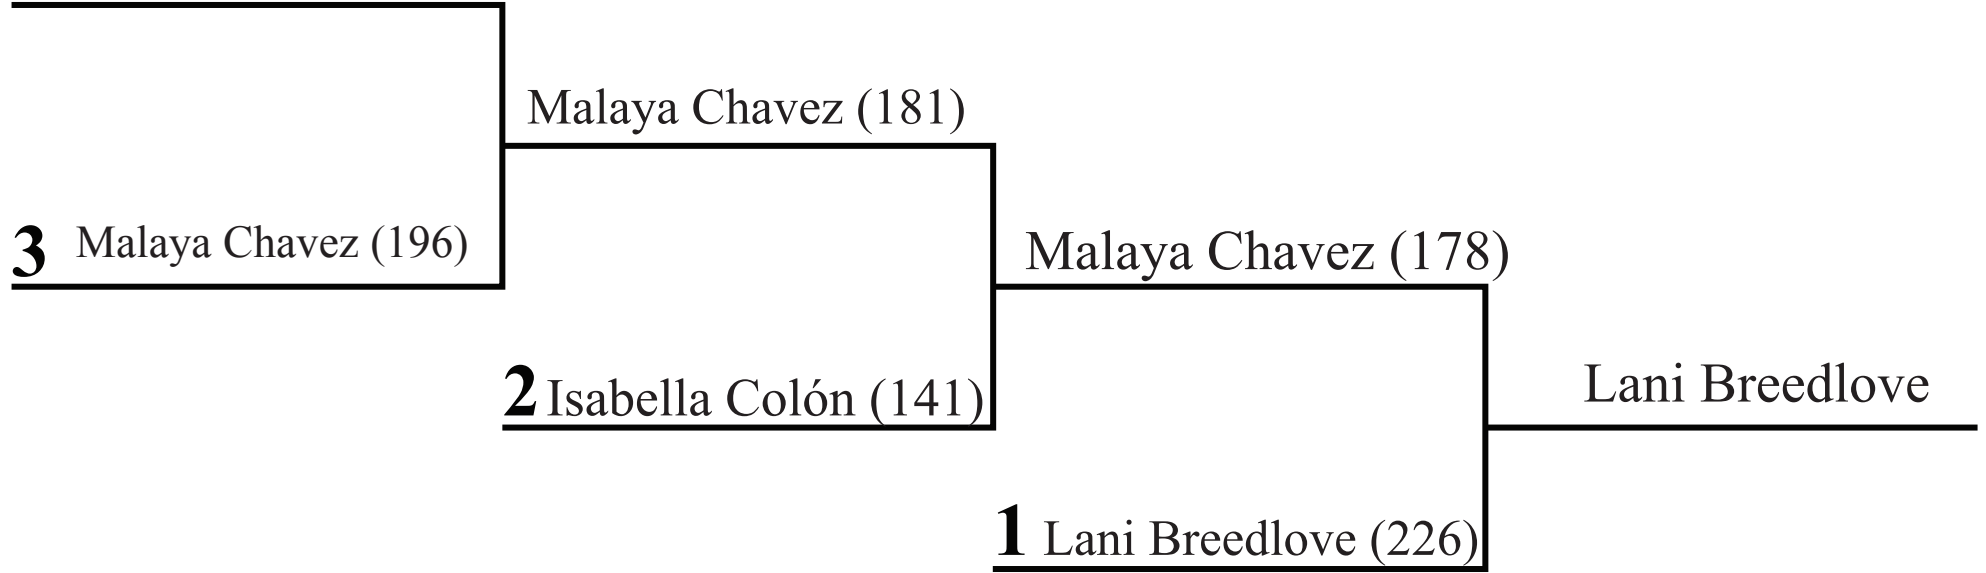 Malaya Chavez (181)
3 Malaya Chavez (196)
Malaya Chavez (178)
2 Isabella Colón (141)
Lani Breedlove
1 Lani Breedlove (226)